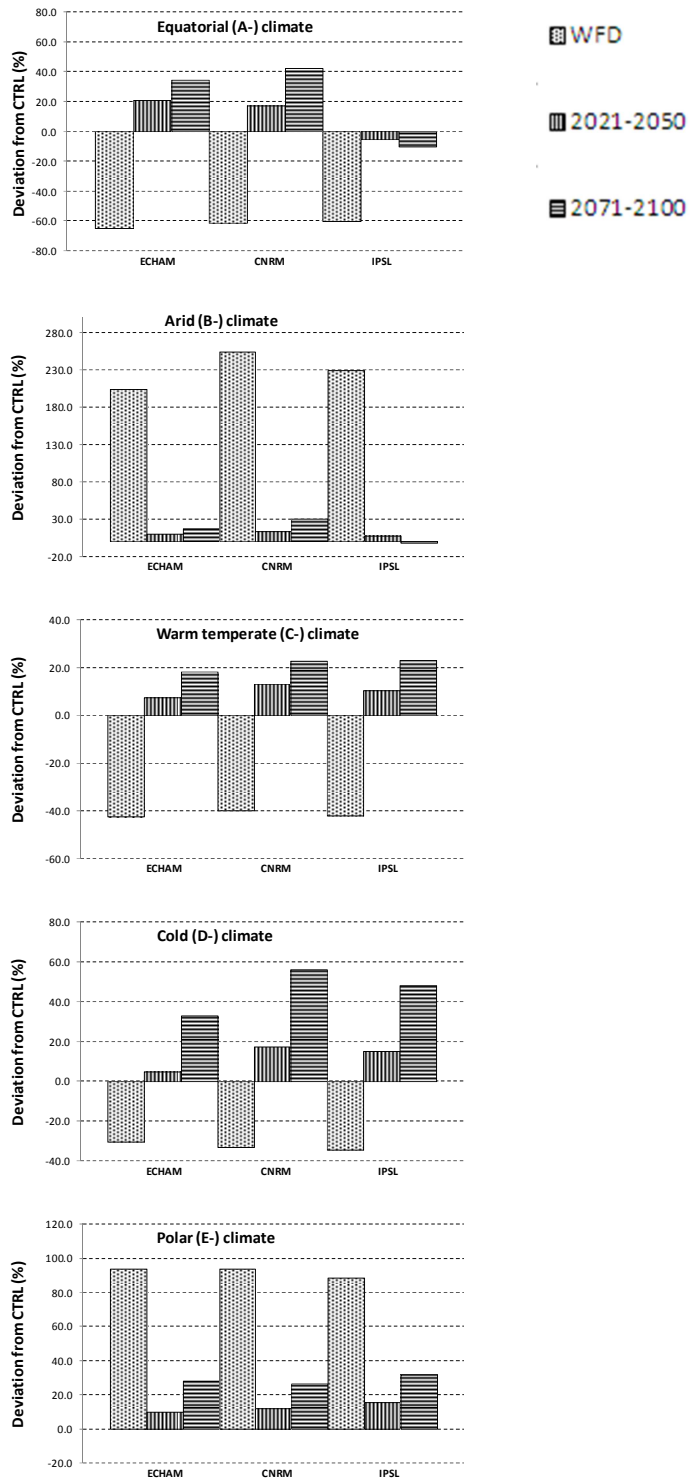 Equatorial (A-) climate
Deviation from CTRL (%)
80.0
60.0
40.0
20.0
0.0
-20.0
-40.0
-60.0
-80.0
ECHAM CNRM IPSL
WFD
2021-2050
2071-2100
Arid (B-) climate
Deviation from CTRL (%)
280.0
230.0
180.0
130.0
80.0
30.0
-20.0
ECHAM CNRM IPSL
Warm temperate (C-) climate
Deviation from CTRL (%)
40.0
20.0
0.0
-20.0
-40.0
-60.0
ECHAM CNRM IPSL
Cold (D-) climate
Deviation from CTRL (%)
80.0
60.0
40.0
20.0
0.0
-20.0
-40.0
ECHAM CNRM IPSL
Polar (E-) climate
Deviation from CTRL (%)
120.0
100.0
80.0
60.0
40.0
20.0
0.0
-20.0
ECHAM CNRM IPSL